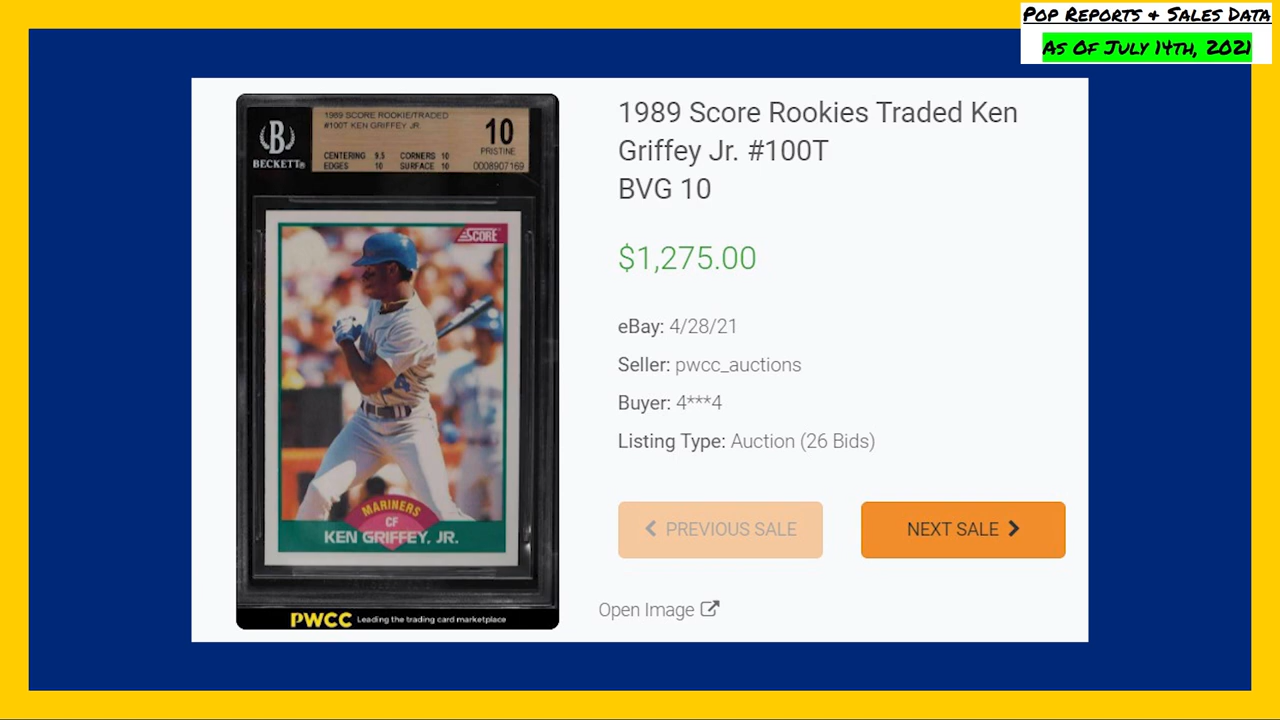 Pop Reports & Sales Data
As Of July 14th, 2021
B
BECKETT®
1989 SCORE ROOKIE/TRADED
#100T KEN GRIFFEY JR.
CENTERING 9.5 CORNERS 10
EDGES 10 SURFACE 10
10
PRISTINE
0008907169
SCORE
24
MARINERS
CF
KEN GRIFFEY, JR.
PWCC Leading the trading card marketplace
1989 Score Rookies Traded Ken
Griffey Jr. #100T
BVG 10
$1,275.00
eBay: 4/28/21
Seller: pwcc_auctions
Buyer: 4***4
Listing Type: Auction (26 Bids)
PREVIOUS SALE
NEXT SALE
Open Image